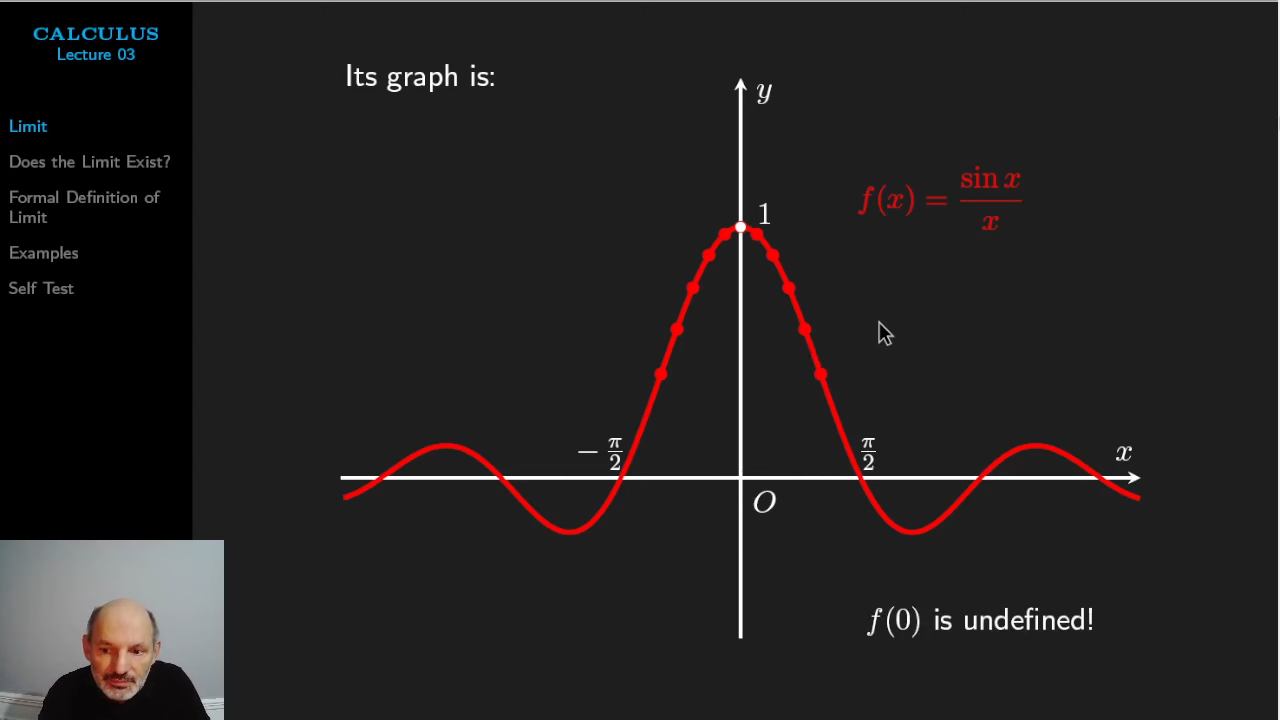 CALCULUS
Lecture 03
Limit
Does the Limit Exist?
Formal Definition of
Limit
Examples
Self Test
Its graph is:
y
f(x) = sin x / x
1
− π/2
π/2
x
O
f(0) is undefined!